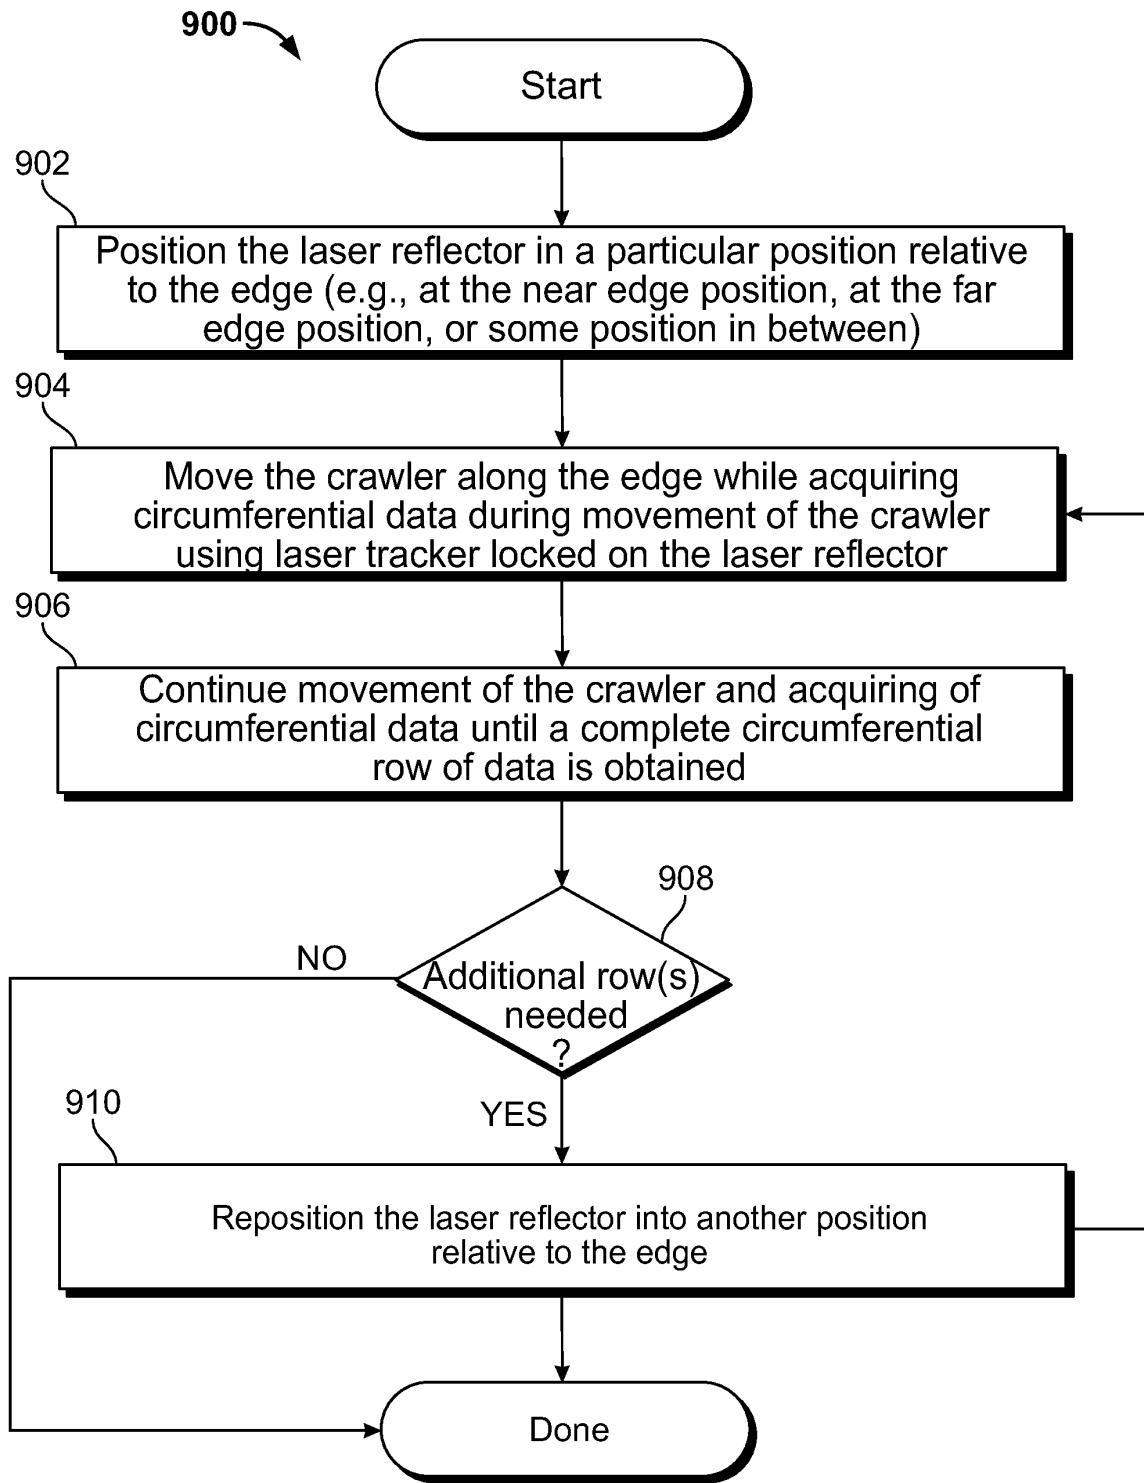 900
Start
902
Position the laser reflector in a particular position relative
to the edge (e.g., at the near edge position, at the far
edge position, or some position in between)
904
Move the crawler along the edge while acquiring
circumferential data during movement of the crawler
using laser tracker locked on the laser reflector
906
Continue movement of the crawler and acquiring of
circumferential data until a complete circumferential
row of data is obtained
908
NO
Additional row(s)
needed
?
YES
910
Reposition the laser reflector into another position
relative to the edge
Done